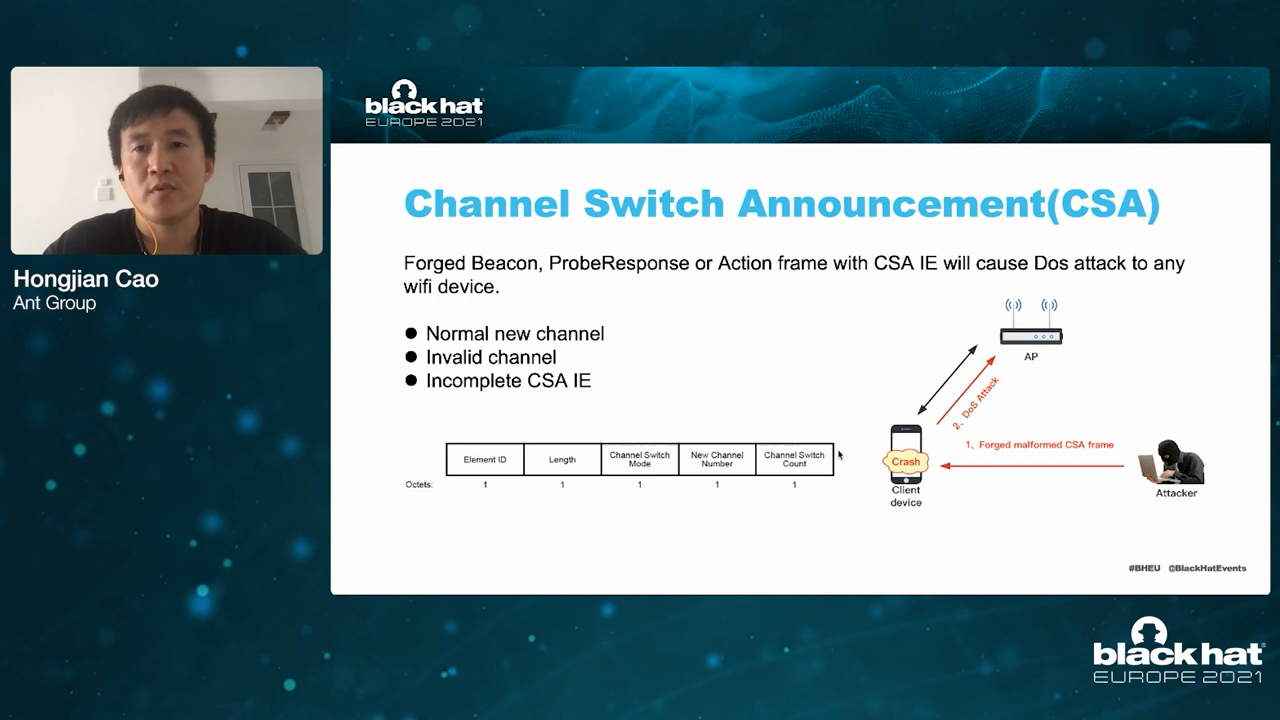 black hat
EUROPE 2021
Hongjian Cao
Ant Group
Channel Switch Announcement(CSA)
Forged Beacon, ProbeResponse or Action frame with CSA IE will cause Dos attack to any
wifi device.
Normal new channel
Invalid channel
Incomplete CSA IE
AP
2、DoS Attack
1、Forged malformed CSA frame
Crash
Client
device
Attacker
Element ID
Length
Channel Switch
Mode
New Channel
Number
Channel Switch
Count
Octets: 1 1 1 1 1
#BHEU @BlackHatEvents
black hat®
EUROPE 2021